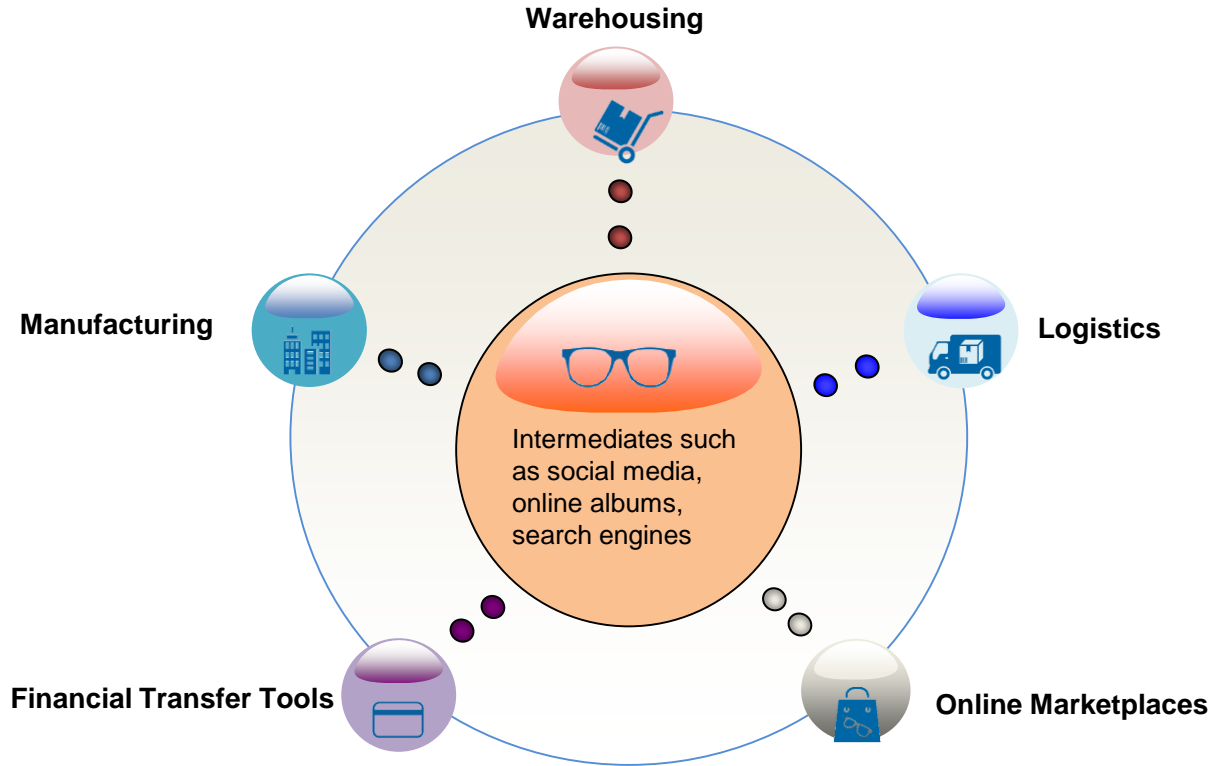 Warehousing
Manufacturing
Logistics
Intermediates such
as social media,
online albums,
search engines
Financial Transfer Tools
Online Marketplaces